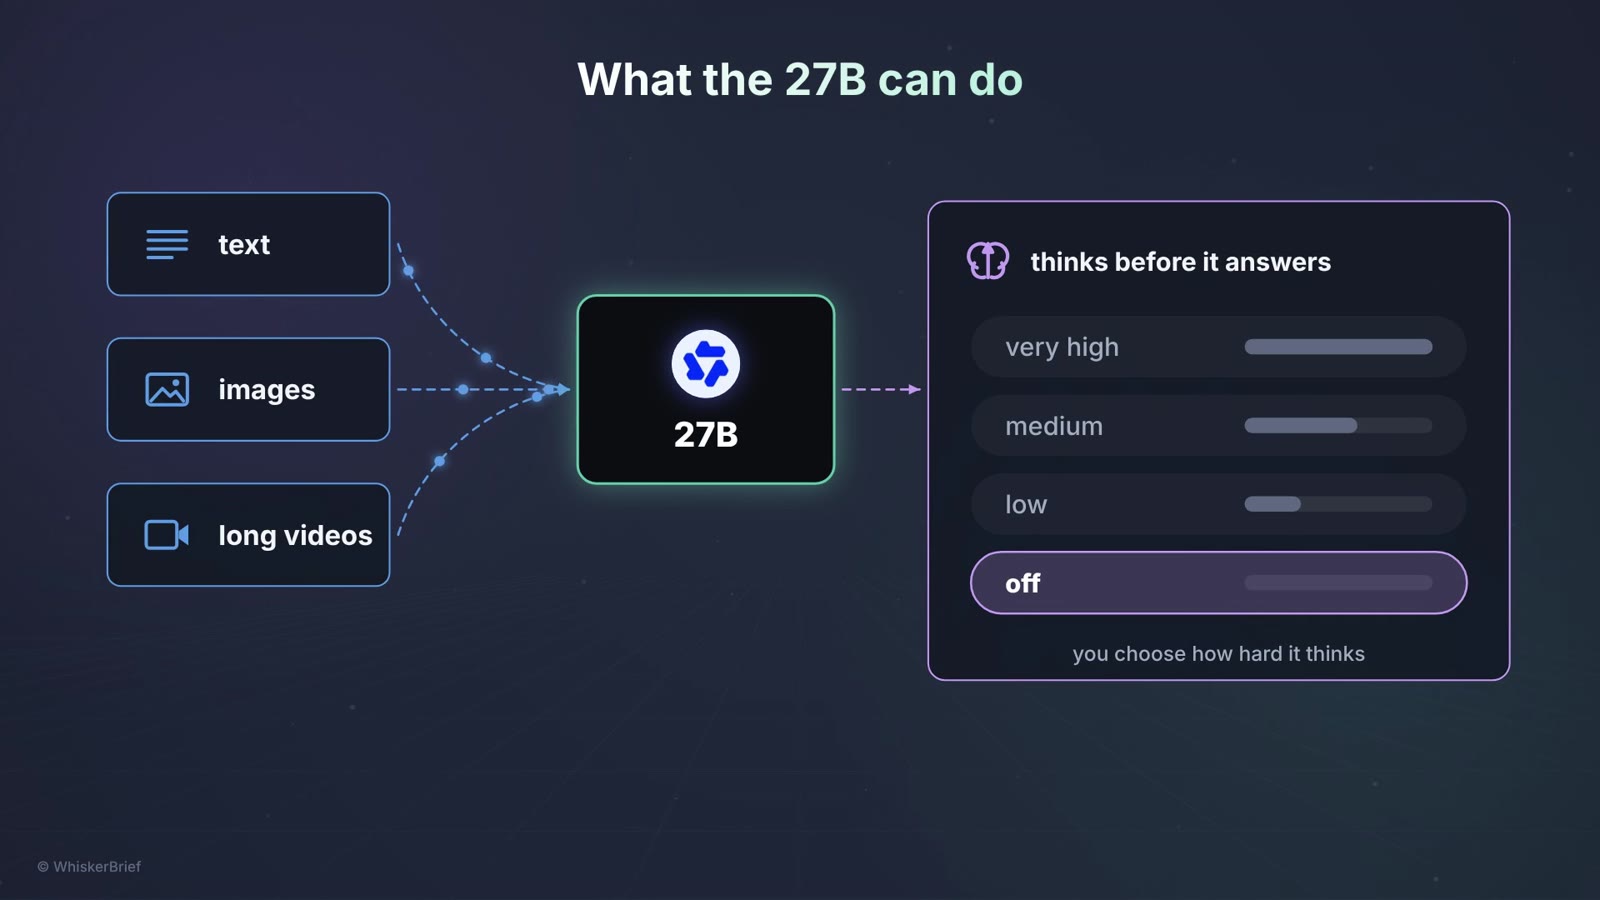 What the 27B can do
text
images
long videos
27B
thinks before it answers
very high
medium
low
off
you choose how hard it thinks
© WhiskerBrief